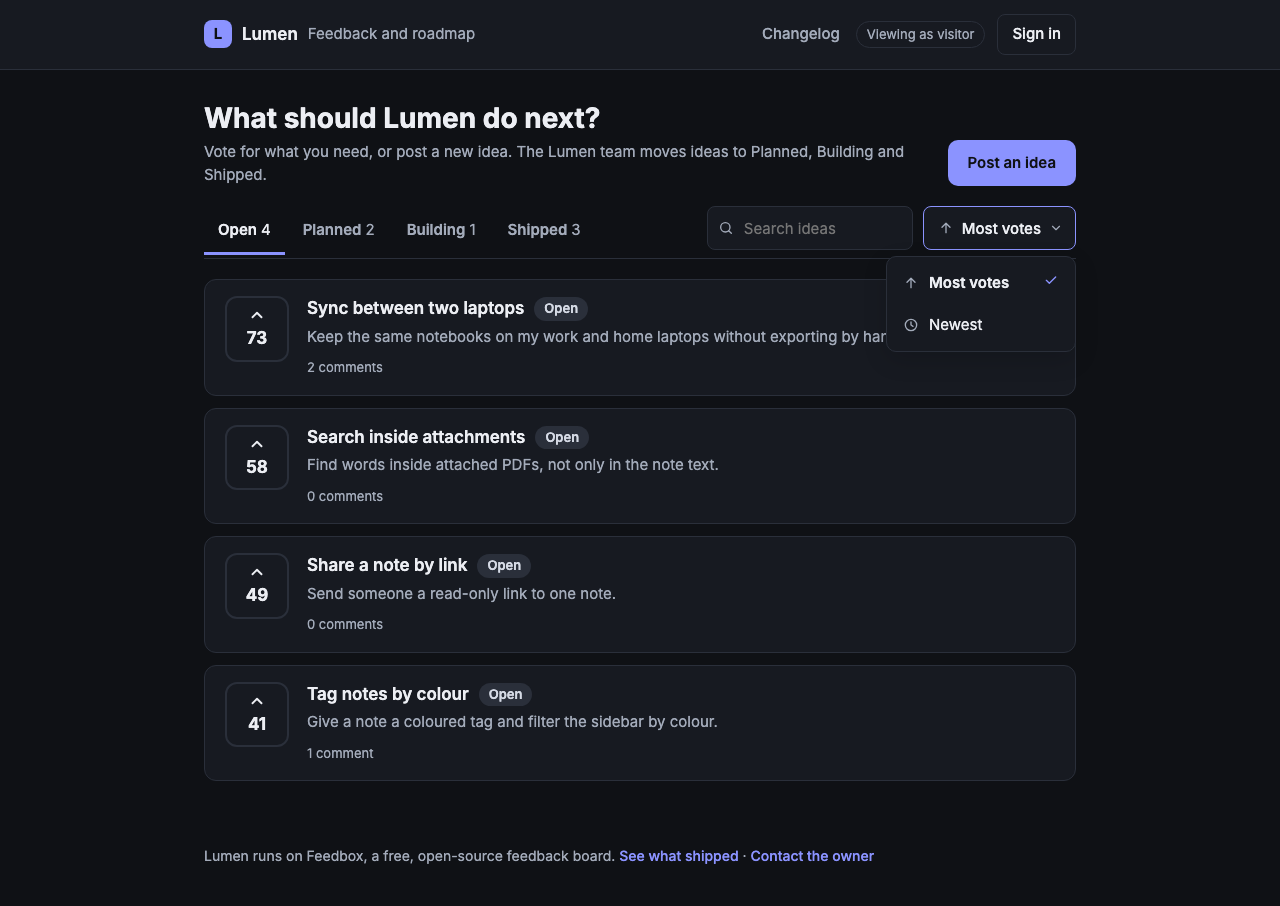 L Lumen Feedback and roadmap Changelog Viewing as visitor Sign in
What should Lumen do next?
Vote for what you need, or post a new idea. The Lumen team moves ideas to Planned, Building and
Shipped.
Post an idea
Open 4 Planned 2 Building 1 Shipped 3 Search ideas Most votes
Most votes
Newest
73
Sync between two laptops Open
Keep the same notebooks on my work and home laptops without exporting by
2 comments
58
Search inside attachments Open
Find words inside attached PDFs, not only in the note text.
0 comments
49
Share a note by link Open
Send someone a read-only link to one note.
0 comments
41
Tag notes by colour Open
Give a note a coloured tag and filter the sidebar by colour.
1 comment
Lumen runs on Feedbox, a free, open-source feedback board. See what shipped · Contact the owner